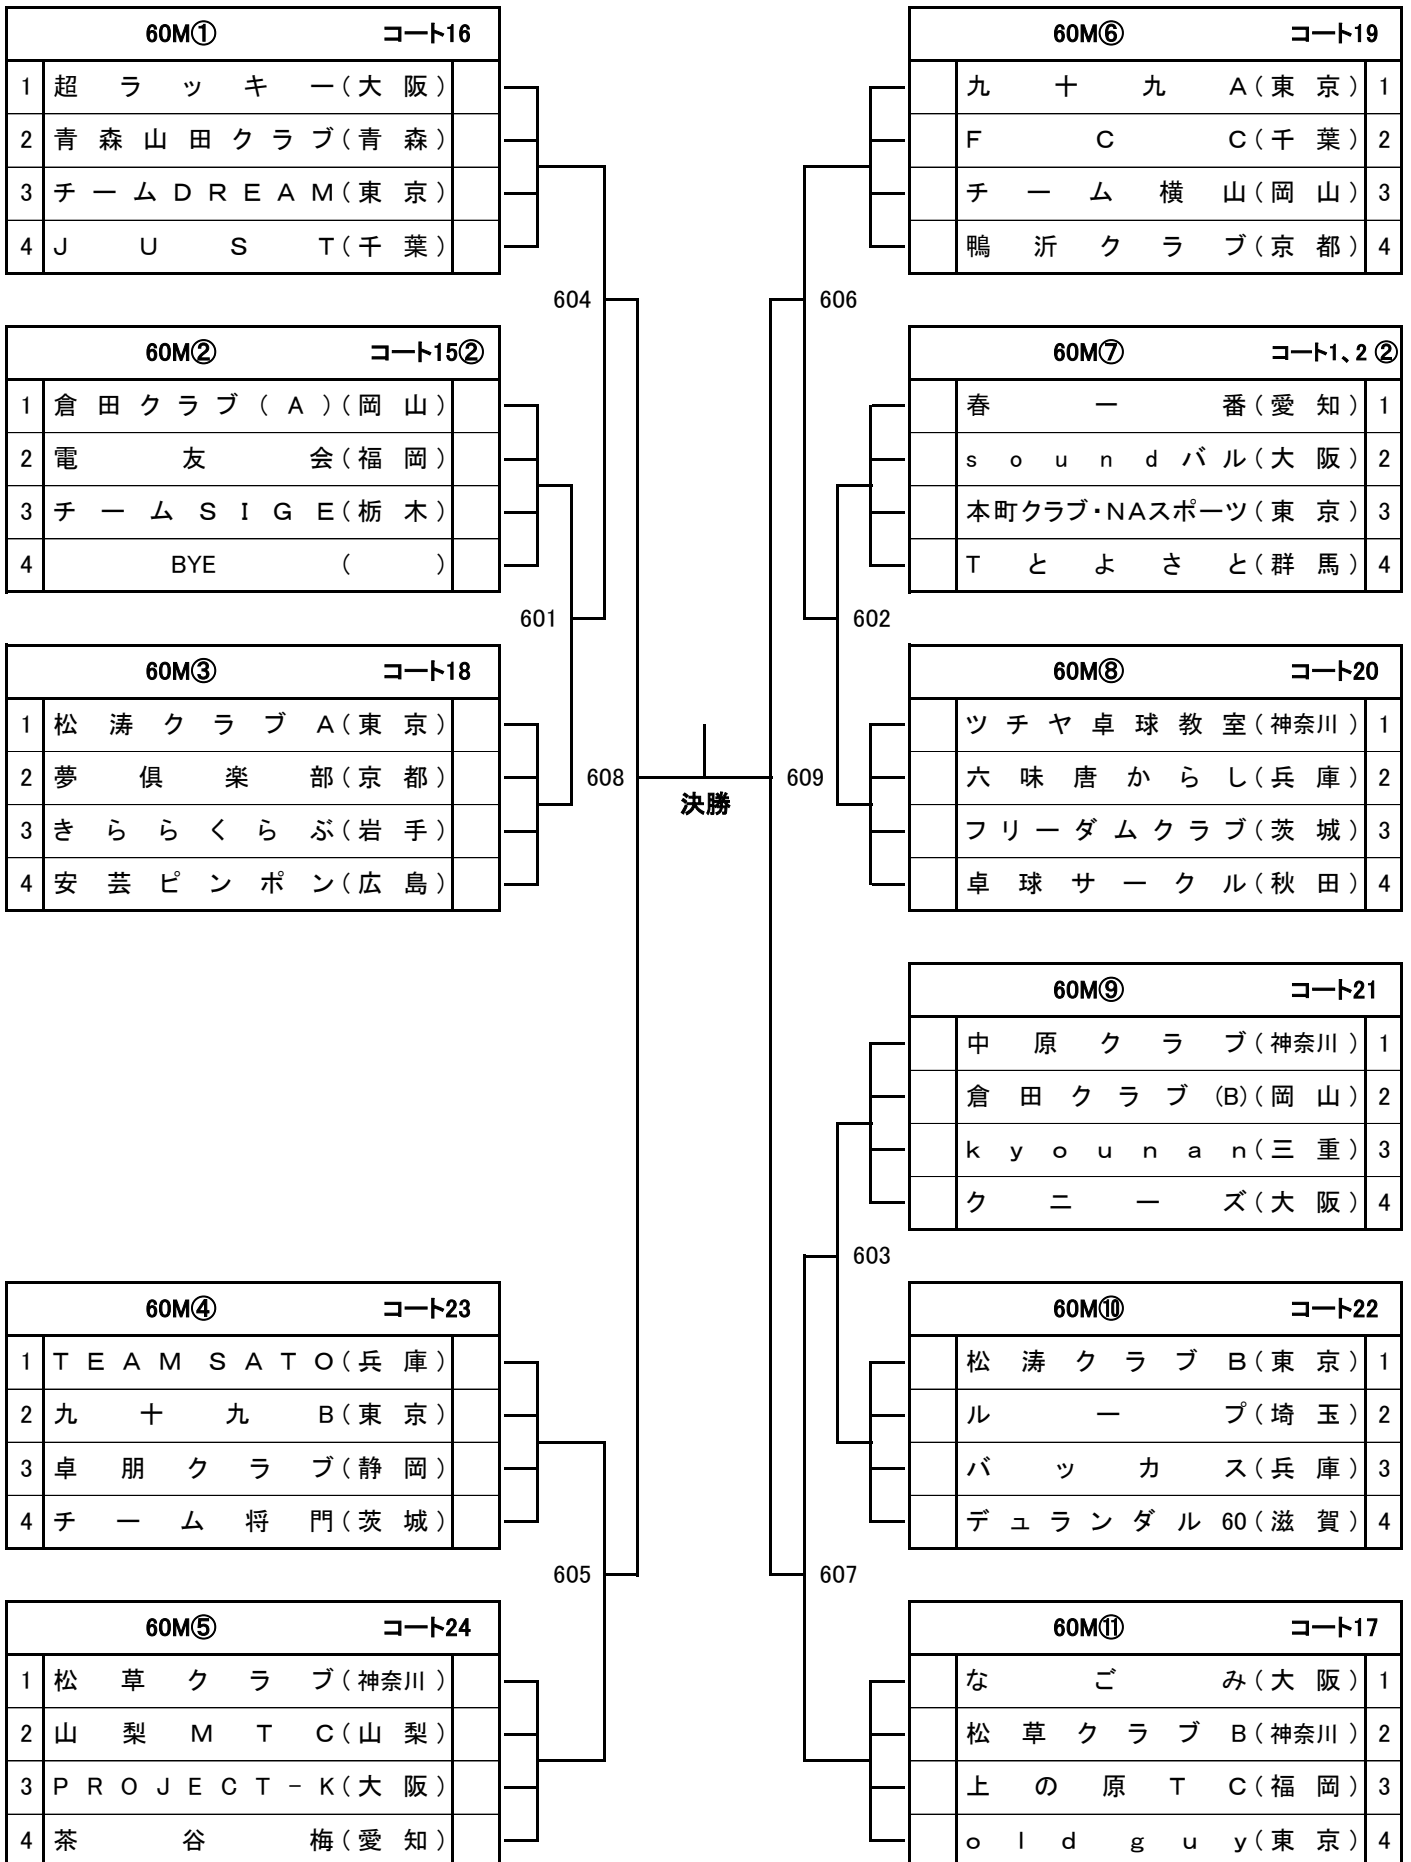 60M① コート16
1 超ラッキー(大阪)
2 青森山田クラブ(青森)
3 チームDREAM(東京)
4 JUST(千葉)
604
60M② コート15②
1 倉田クラブ(A)(岡山)
2 電友会(福岡)
3 チームSIGE(栃木)
4 BYE ( )
601
60M③ コート18
1 松涛クラブA(東京)
2 夢倶楽部(京都)
3 きららくらぶ(岩手)
4 安芸ピンポン(広島)
608
60M④ コート23
1 TEAM SATO(兵庫)
2 九十九B(東京)
3 卓朋クラブ(静岡)
4 チーム将門(茨城)
605
60M⑤ コート24
1 松草クラブ(神奈川)
2 山梨MTC(山梨)
3 PROJECT-K(大阪)
4 茶谷梅(愛知)
決勝
60M⑥ コート19
九十九A(東京) 1
FCC(千葉) 2
チーム横山(岡山) 3
鴨沂クラブ(京都) 4
606
60M⑦ コート1、2②
春一番(愛知) 1
soundバル(大阪) 2
本町クラブ・NAスポーツ(東京) 3
Tとよさと(群馬) 4
602
60M⑧ コート20
ツチヤ卓球教室(神奈川) 1
六味唐からし(兵庫) 2
フリーダムクラブ(茨城) 3
卓球サークル(秋田) 4
609
60M⑨ コート21
中原クラブ(神奈川) 1
倉田クラブ(B)(岡山) 2
kyounan(三重) 3
クニーズ(大阪) 4
603
60M⑩ コート22
松涛クラブB(東京) 1
ループ(埼玉) 2
バッカス(兵庫) 3
デュランダル60(滋賀) 4
607
60M⑪ コート17
なごみ(大阪) 1
松草クラブB(神奈川) 2
上の原TC(福岡) 3
old guy(東京) 4